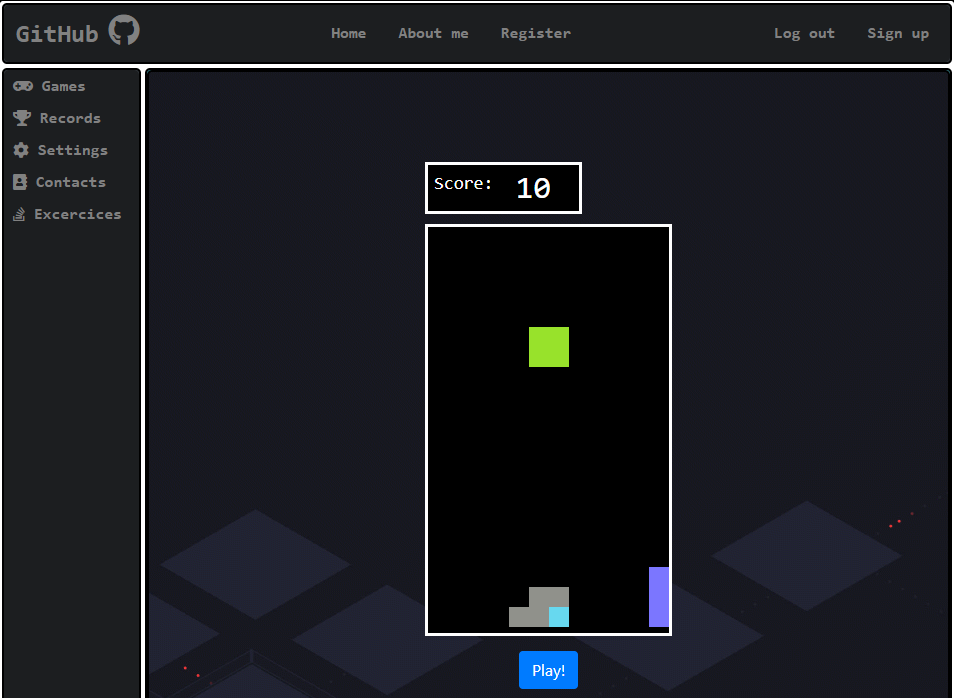 GitHub Home About me Register Log out Sign up
Games
Records
Settings
Contacts
Excercices
Score: 10
Play!